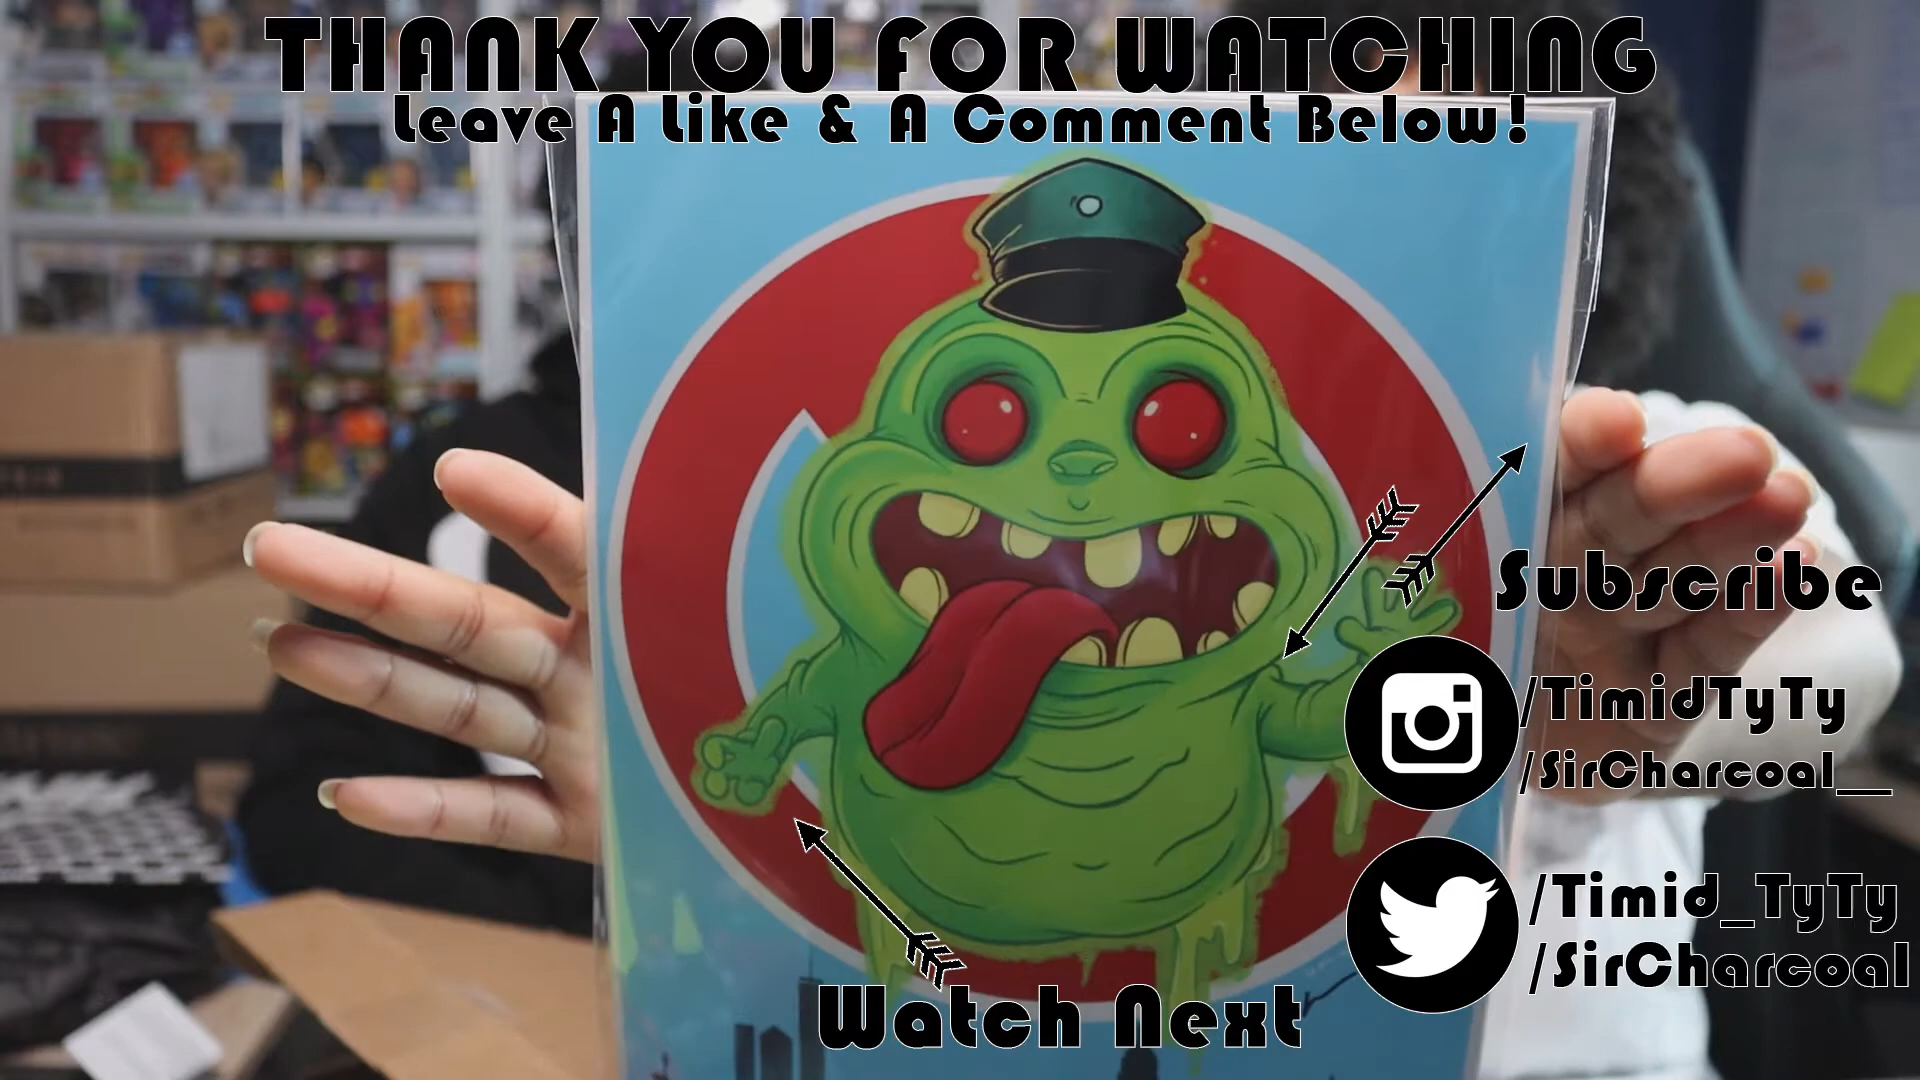 THANK YOU FOR WATCHING
Leave A Like & A Comment Below!
Subscribe
/TimidTyTy
/SirCharcoal__
/Timid_TyTy
/SirCharcoal
Watch Next